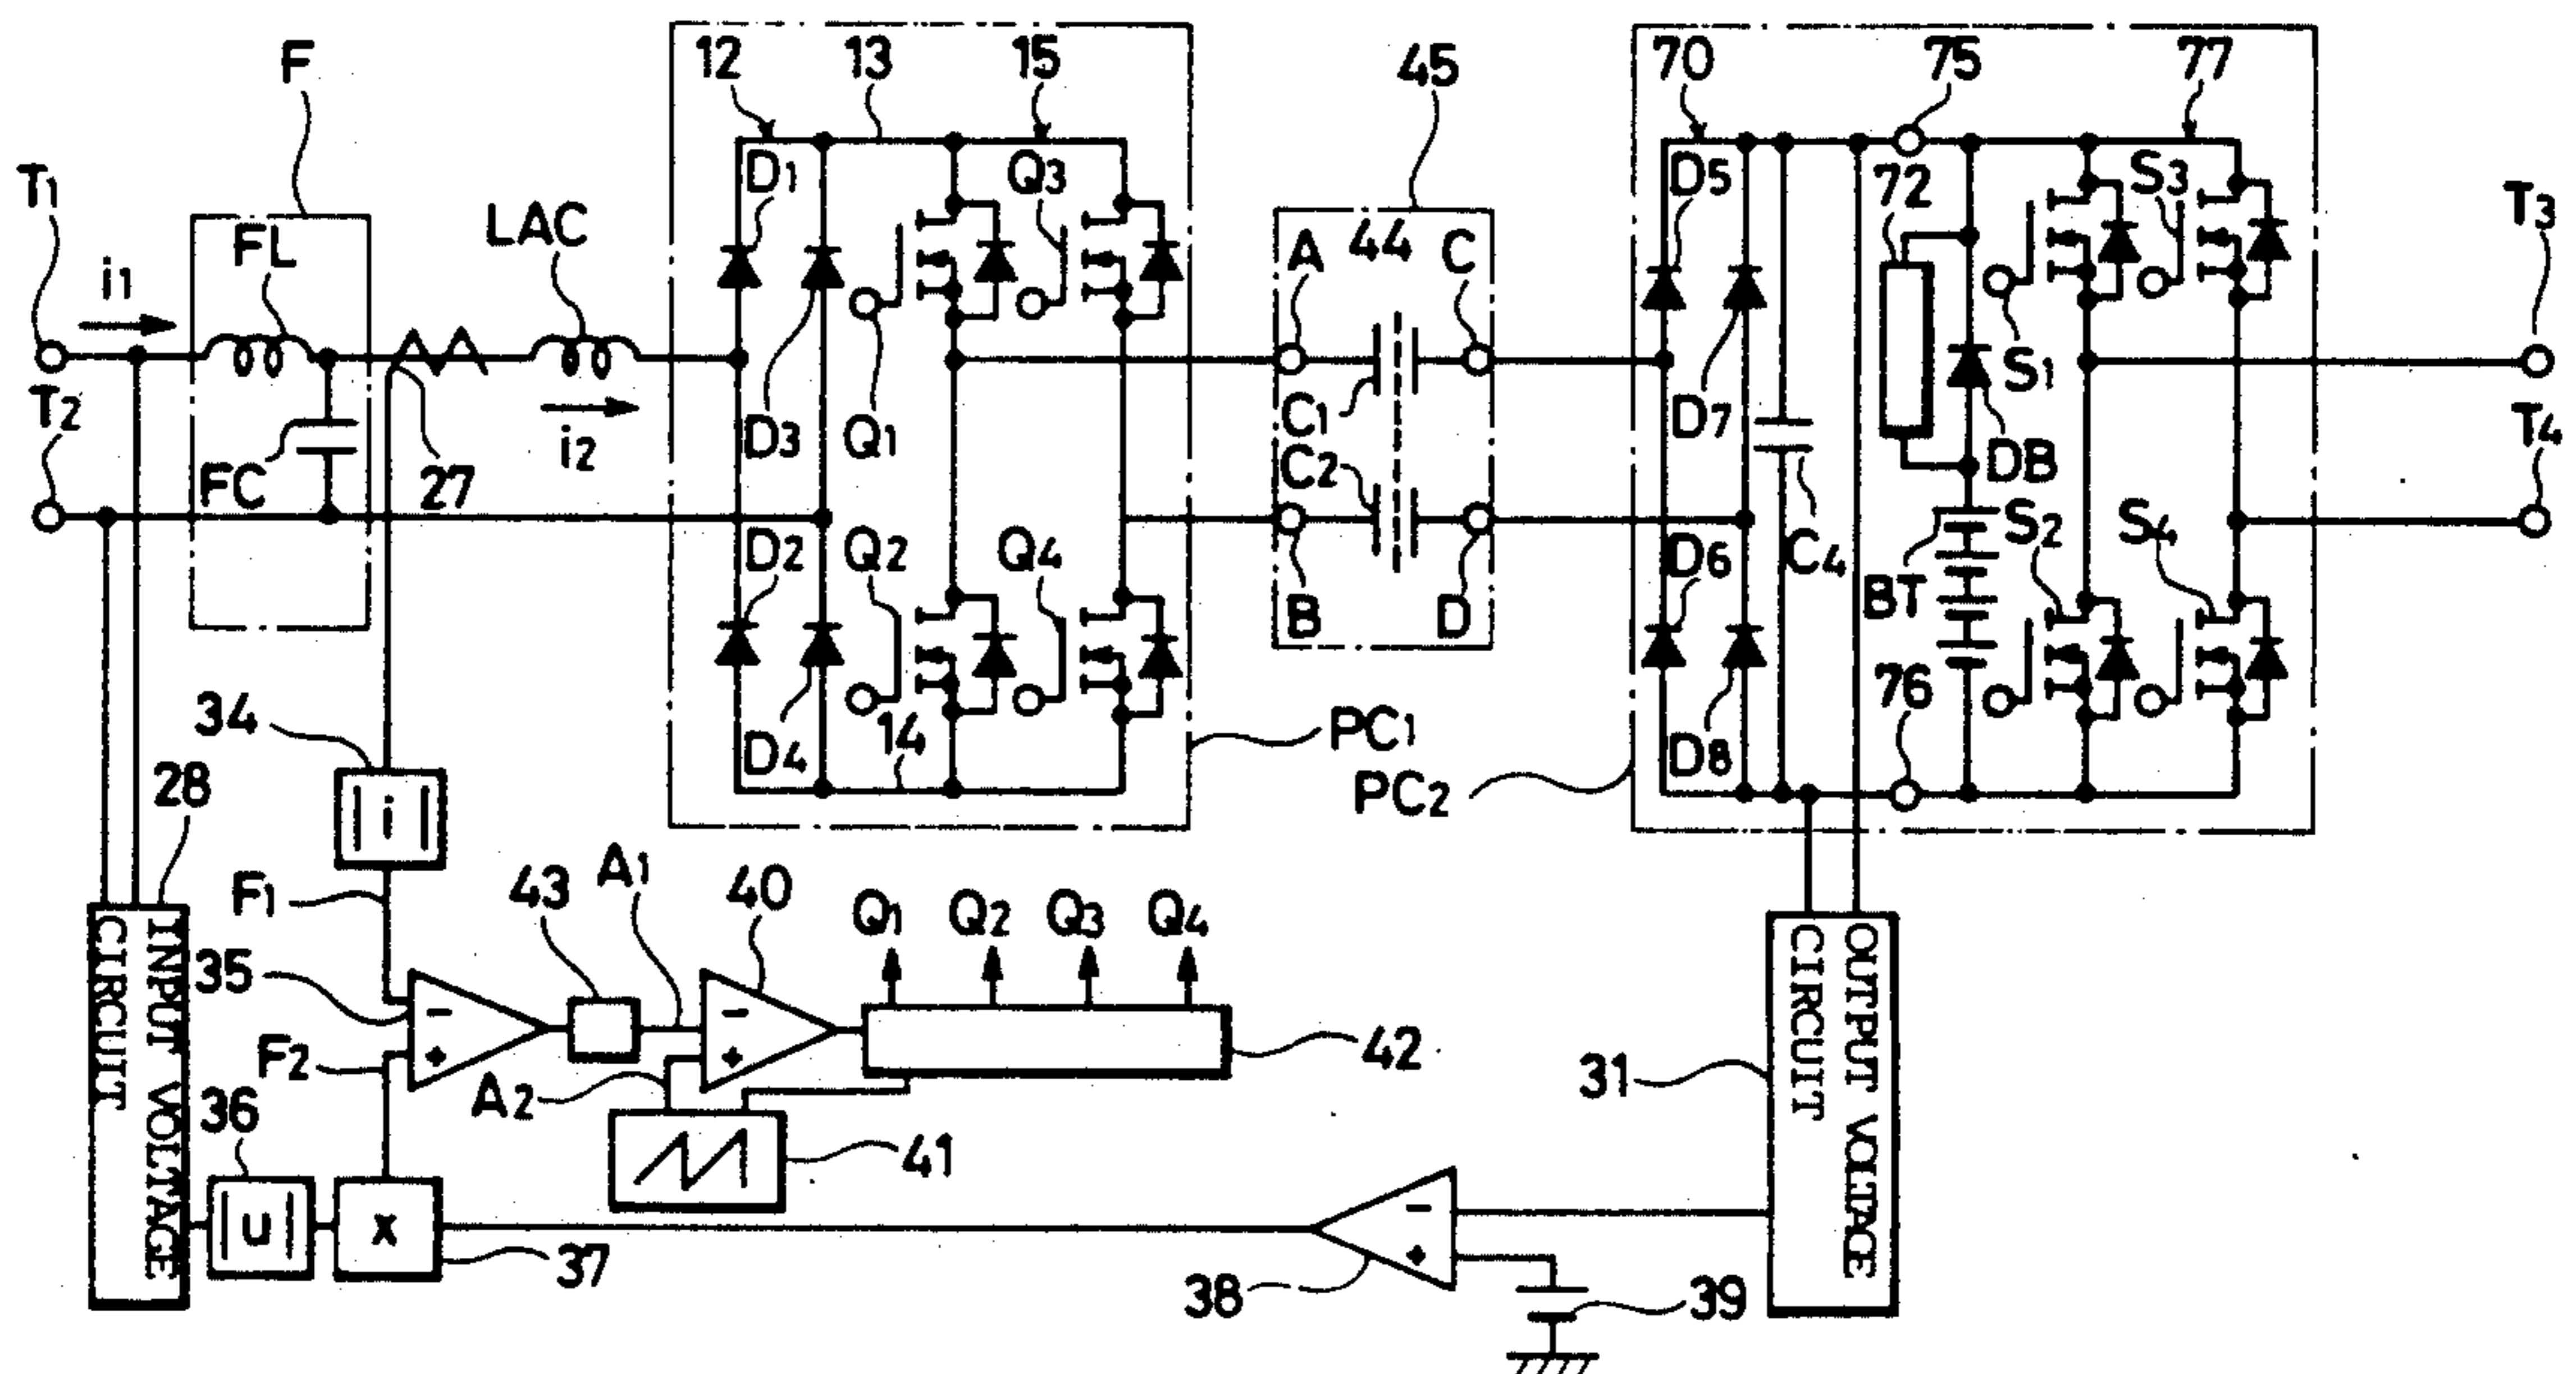 F
12
13
15
45
70
75
77
T1
i1
FL
LAC
D1
Q3
A
44
C
D5
72
S3
T3
T2
i2
D3
Q1
C1
D7
S1
T4
FC
27
C2
DB
D2
Q2
Q4
D6
C4
S2
S4
B
D
BT
34
14
D4
PC1
D8
76
28
|i|
PC2
F1
43
A1
40
Q1
Q2
Q3
Q4
INPUT VOLTAGE
CIRCUIT
35
−
+
−
+
42
OUTPUT VOLTAGE
CIRCUIT
31
F2
A2
36
41
|u|
x
37
−
+
38
39